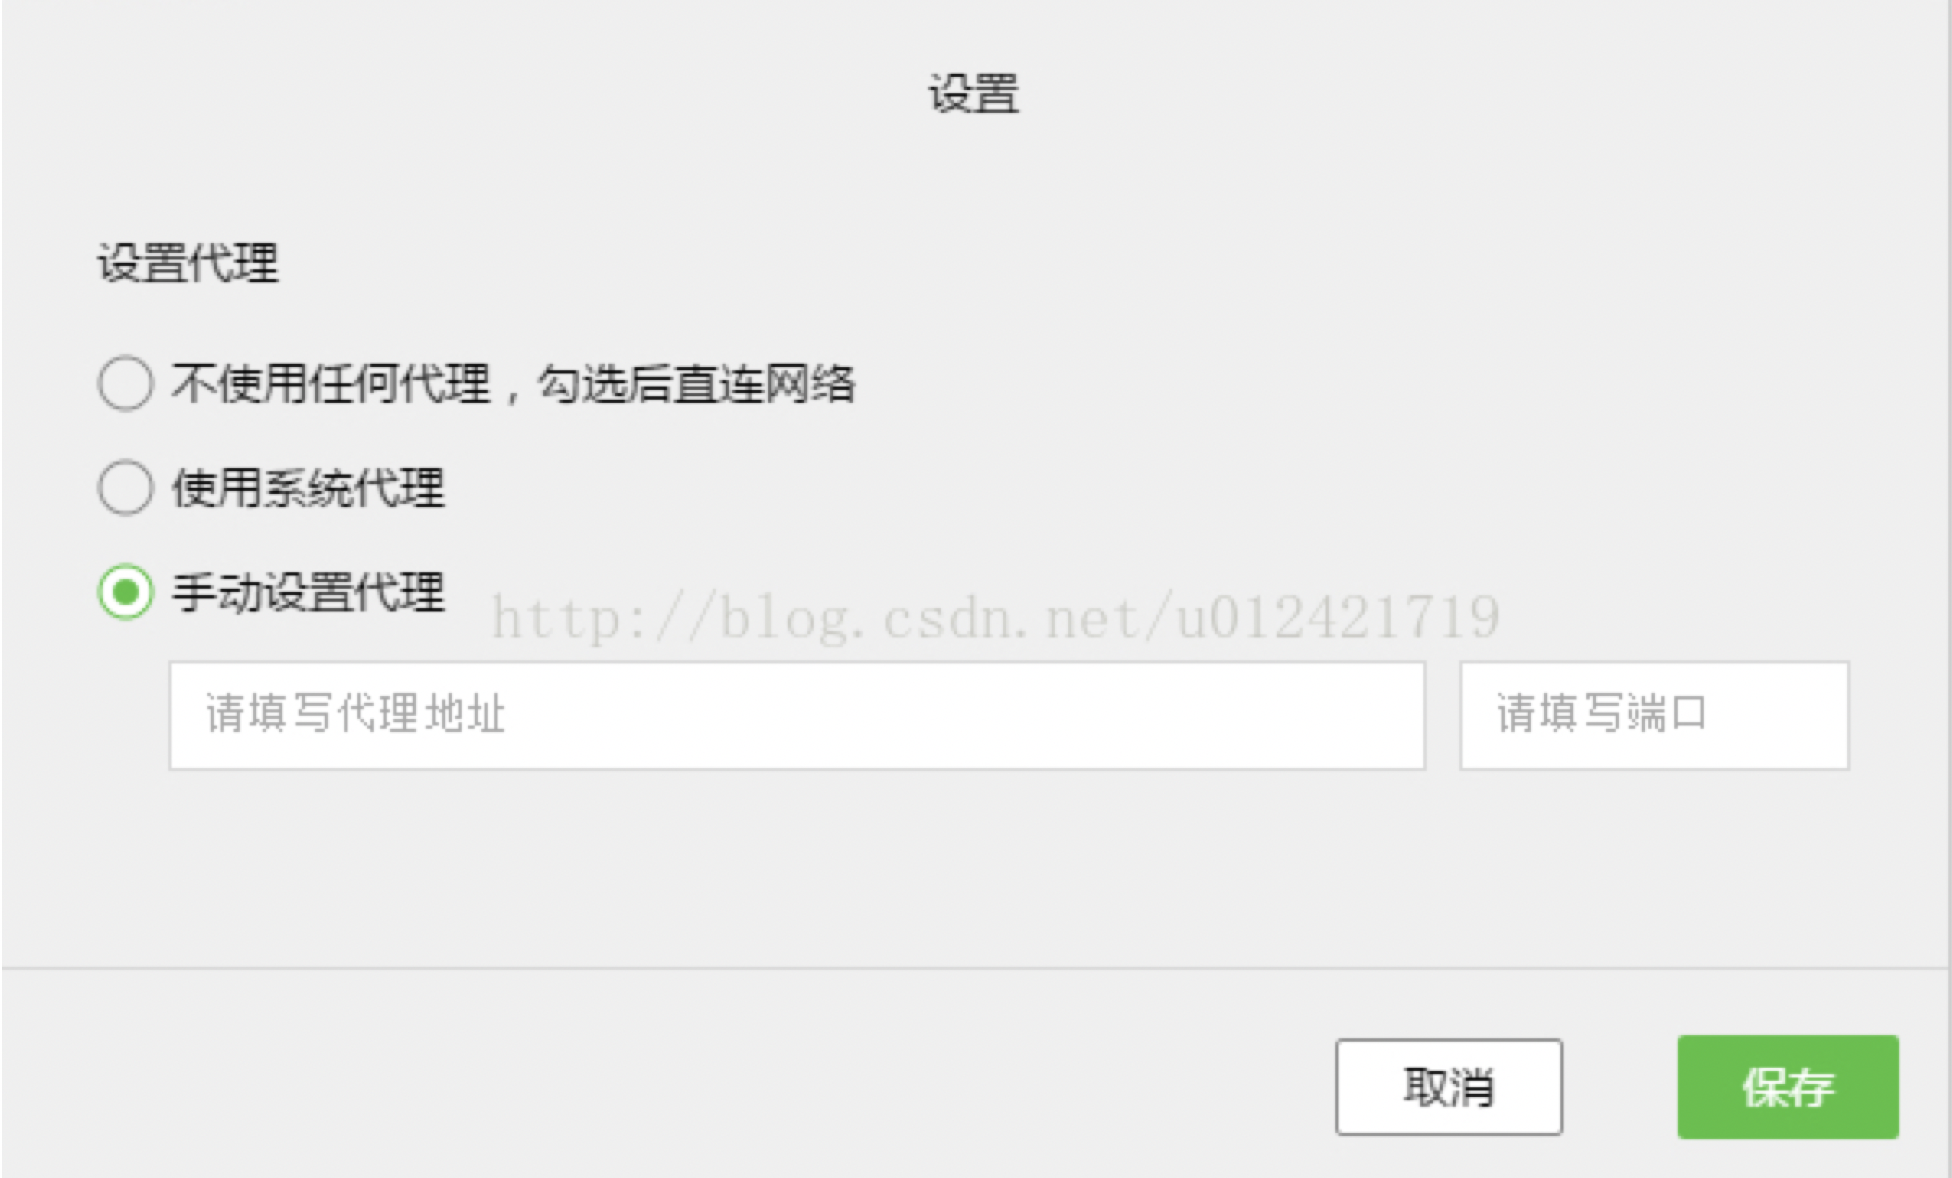 设置
设置代理
不使用任何代理，勾选后直连网络
使用系统代理
手动设置代理
http://blog.csdn.net/u012421719
请填写代理地址 请填写端口
取消 保存